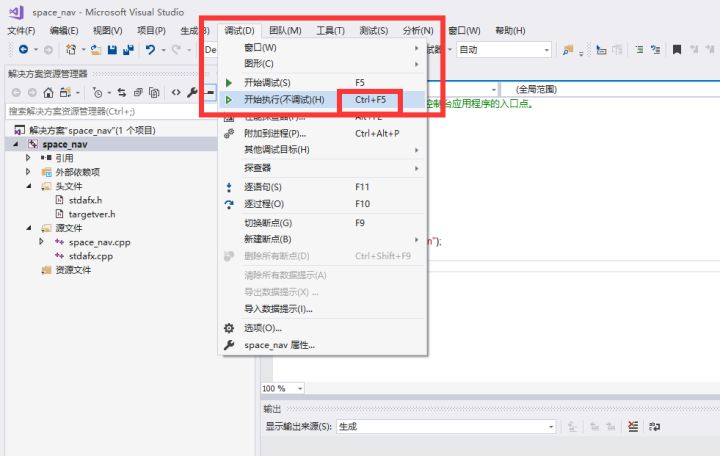 space_nav - Microsoft Visual Studio
文件(F) 编辑(E) 视图(V) 项目(P) 生成(B) 调试(D) 团队(M) 工具(T) 测试(S) 分析(N) 窗口(W) 帮助(H)
De 自动
解决方案资源管理器
搜索解决方案资源管理器(Ctrl+;)
解决方案"space_nav"(1 个项目)
space_nav
引用
外部依赖项
头文件
stdafx.h
targetver.h
源文件
space_nav.cpp
stdafx.cpp
资源文件
窗口(W)
图形(C)
开始调试(S) F5
开始执行(不调试)(H) Ctrl+F5
性能探查器(F)... Alt+F2
附加到进程(P)... Ctrl+Alt+P
其他调试目标(H)
探查器
逐语句(S) F11
逐过程(O) F10
切换断点(G) F9
新建断点(B)
删除所有断点(D) Ctrl+Shift+F9
清除所有数据提示(A)
导出数据提示(X) ...
导入数据提示(I)...
选项(O)...
space_nav 属性...
(全局范围)
控制台应用程序的入口点。
n");
100 %
输出
显示输出来源(S): 生成